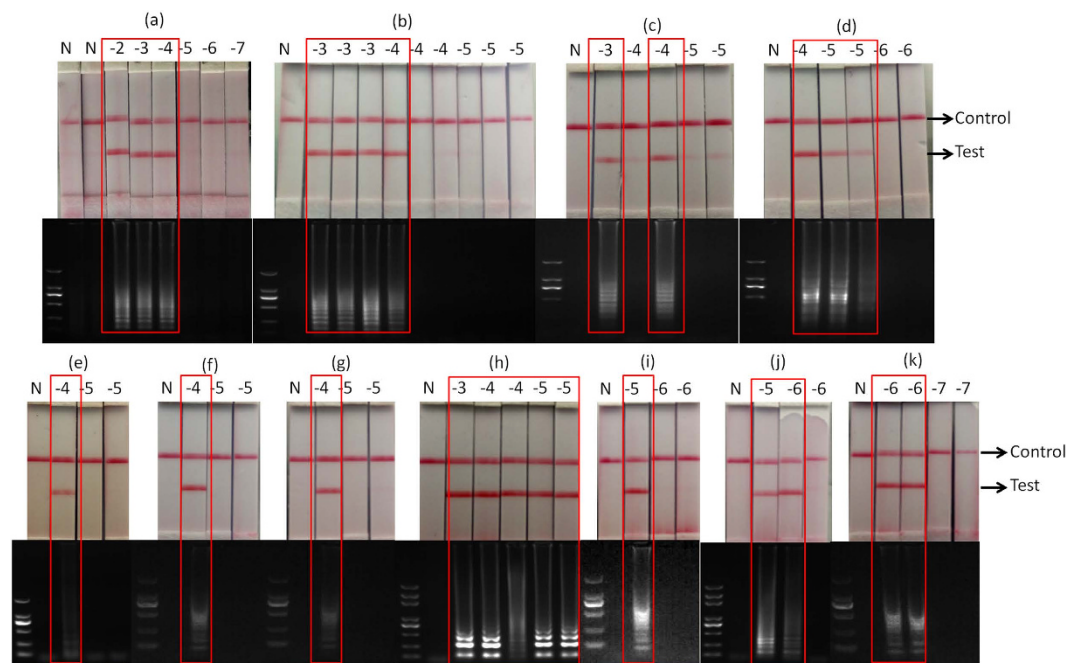 (a) (b) (c) (d)
N N -2 -3 -4 -5 -6 -7 N -3 -3 -3 -4 -4 -5 -5 -5 N -3 -4 -4 -5 -5 N -4 -5 -5 -6 -6
Control
Test
(e) (f) (g) (h) (i) (j) (k)
N -4 -5 -5 N -4 -5 -5 N -4 -5 -5 N -3 -4 -4 -5 -5 N -5 -6 -6 N -5 -6 -6 N -6 -6 -7 -7
Control
Test